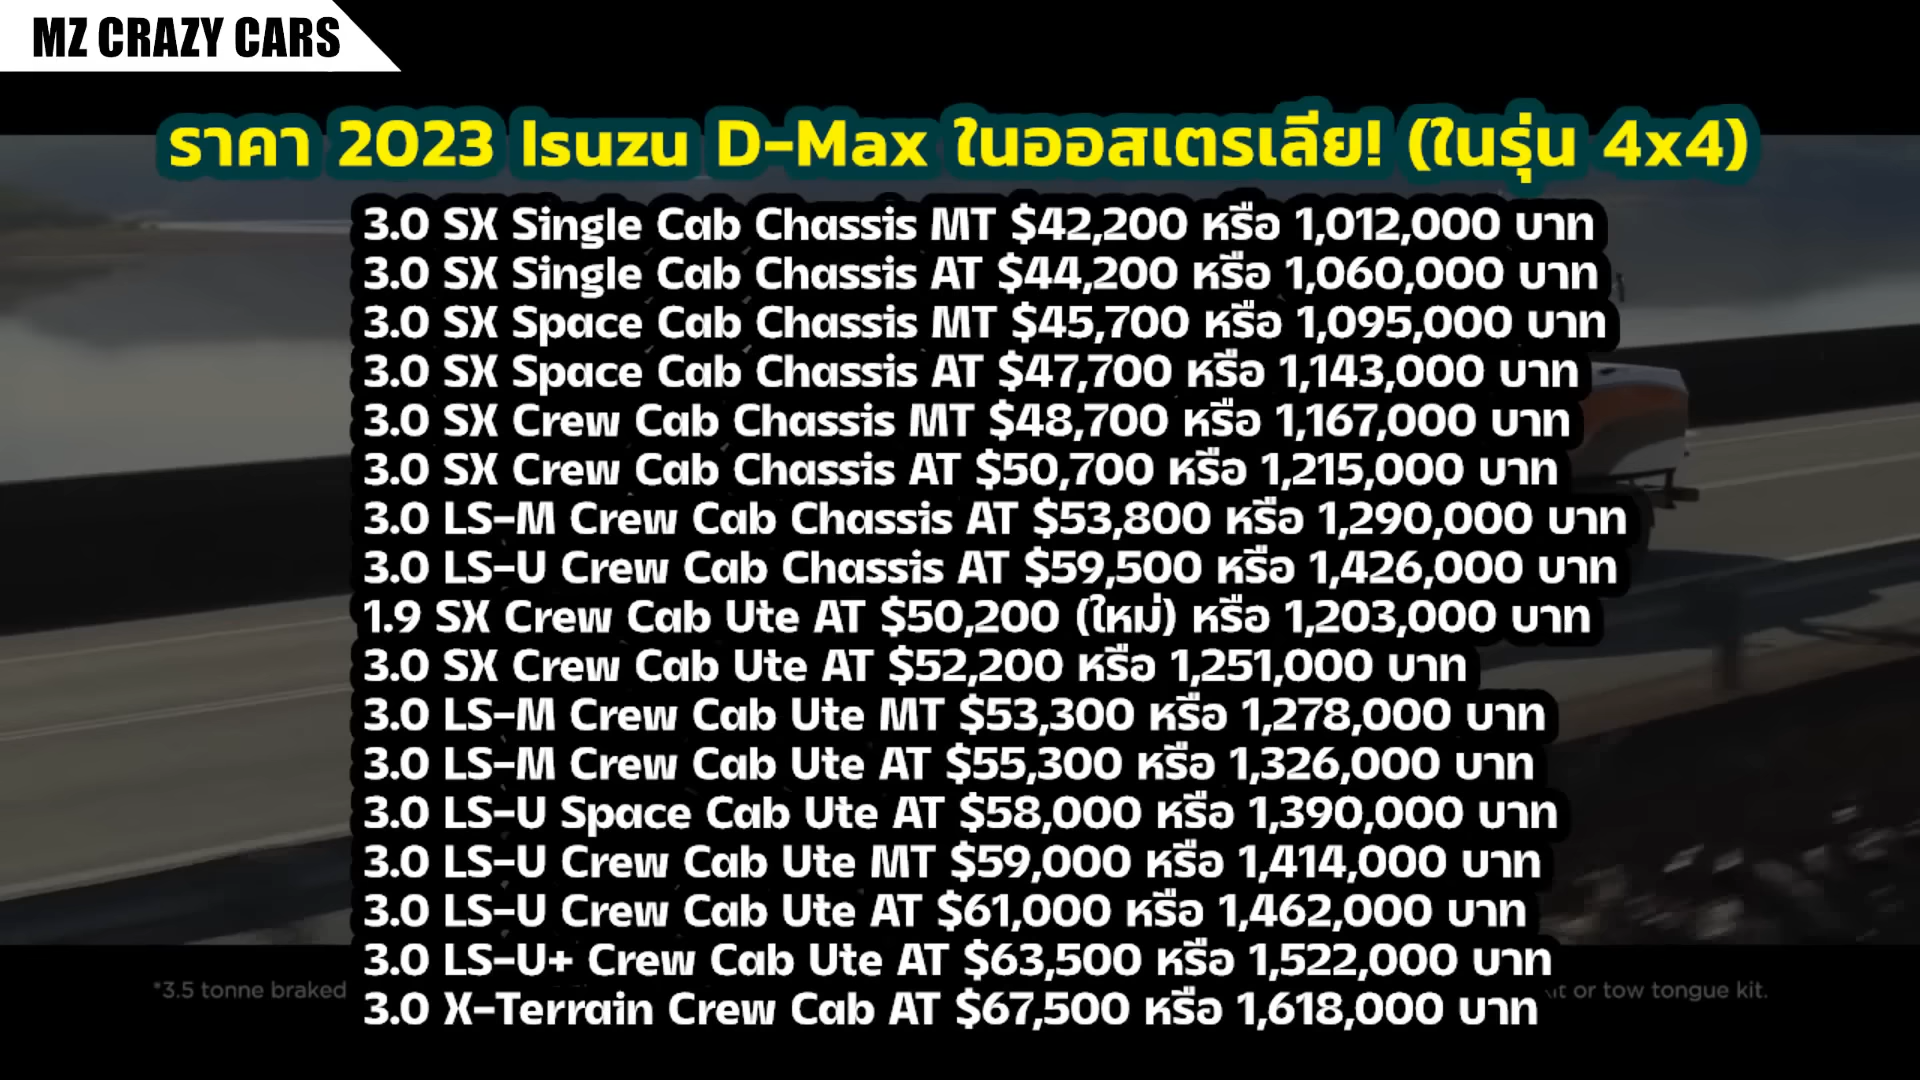 MZ CRAZY CARS
ราคา 2023 Isuzu D-Max ในออสเตรเลีย! (ในรุ่น 4x4)
3.0 SX Single Cab Chassis MT $42,200 หรือ 1,012,000 บาท
3.0 SX Single Cab Chassis AT $44,200 หรือ 1,060,000 บาท
3.0 SX Space Cab Chassis MT $45,700 หรือ 1,095,000 บาท
3.0 SX Space Cab Chassis AT $47,700 หรือ 1,143,000 บาท
3.0 SX Crew Cab Chassis MT $48,700 หรือ 1,167,000 บาท
3.0 SX Crew Cab Chassis AT $50,700 หรือ 1,215,000 บาท
3.0 LS-M Crew Cab Chassis AT $53,800 หรือ 1,290,000 บาท
3.0 LS-U Crew Cab Chassis AT $59,500 หรือ 1,426,000 บาท
1.9 SX Crew Cab Ute AT $50,200 (ใหม่) หรือ 1,203,000 บาท
3.0 SX Crew Cab Ute AT $52,200 หรือ 1,251,000 บาท
3.0 LS-M Crew Cab Ute MT $53,300 หรือ 1,278,000 บาท
3.0 LS-M Crew Cab Ute AT $55,300 หรือ 1,326,000 บาท
3.0 LS-U Space Cab Ute AT $58,000 หรือ 1,390,000 บาท
3.0 LS-U Crew Cab Ute MT $59,000 หรือ 1,414,000 บาท
3.0 LS-U Crew Cab Ute AT $61,000 หรือ 1,462,000 บาท
3.0 LS-U+ Crew Cab Ute AT $63,500 หรือ 1,522,000 บาท
*3.5 tonne braked or tow tongue kit.
3.0 X-Terrain Crew Cab AT $67,500 หรือ 1,618,000 บาท